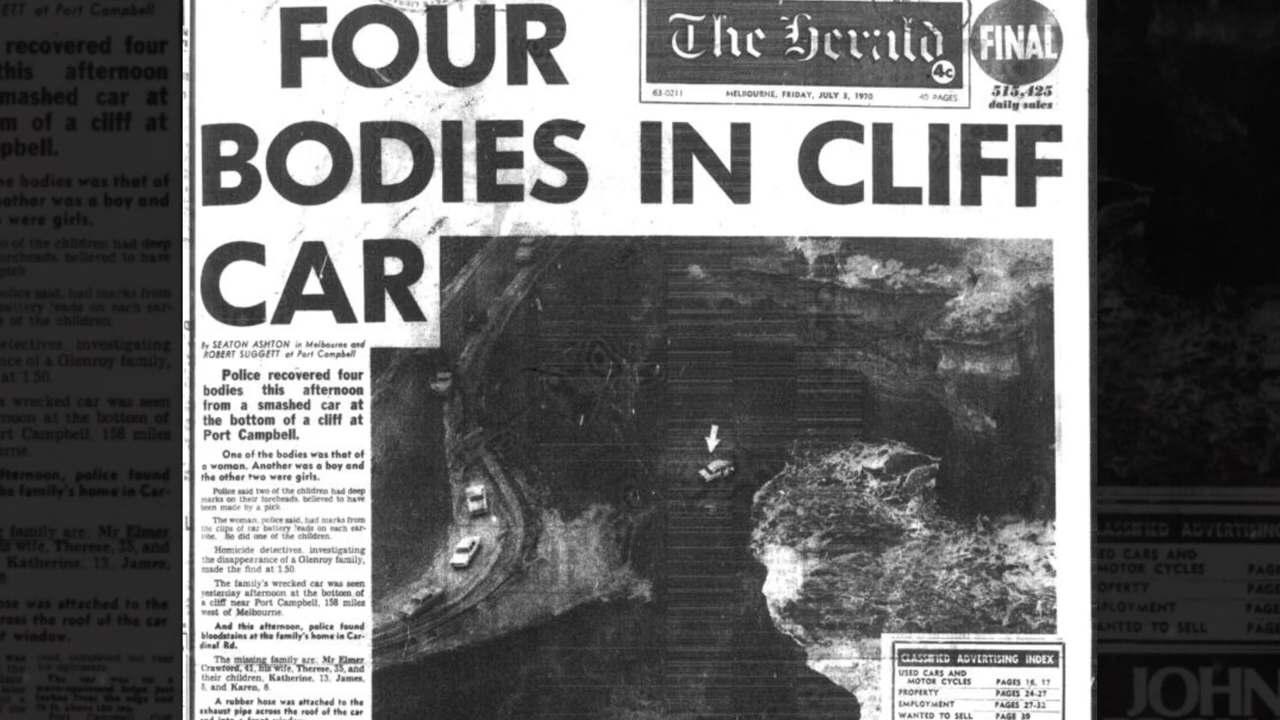 FOUR
BODIES IN CLIFF
CAR
The Herald
4c
FINAL
63-0211 MELBOURNE, FRIDAY, JULY 3, 1970 40 PAGES
515,425
daily sales
By SEATON ASHTON in Melbourne and
ROBERT SUGGETT at Port Campbell
Police recovered four
bodies this afternoon
from a smashed car at
the bottom of a cliff at
Port Campbell.
One of the bodies was that of
a woman. Another was a boy and
the other two were girls.
Police said two of the children had deep
marks on their foreheads, believed to have
been made by a pick.
The woman, police said, had marks from
the clips of car battery leads on each ear-
lobe. So did one of the children.
Homicide detectives, investigating
the disappearance of a Glenroy family,
made the find at 1.50.
The family's wrecked car was seen
yesterday afternoon at the bottom of
a cliff near Port Campbell, 158 miles
west of Melbourne.
And this afternoon, police found
bloodstains at the family's home in Car-
dinal Rd.
The missing family are: Mr Elmer
Crawford, 41, his wife, Therese, 35, and
their children, Katherine, 13, James,
8, and Karen, 6.
A rubber hose was attached to the
exhaust pipe across the roof of the car
and into a front window.
CLASSIFIED ADVERTISING INDEX
USED CARS AND
MOTOR CYCLES PAGES 16, 17
PROPERTY PAGES 24-27
EMPLOYMENT PAGES 27-32
WANTED TO SELL PAGE 39
JOHN